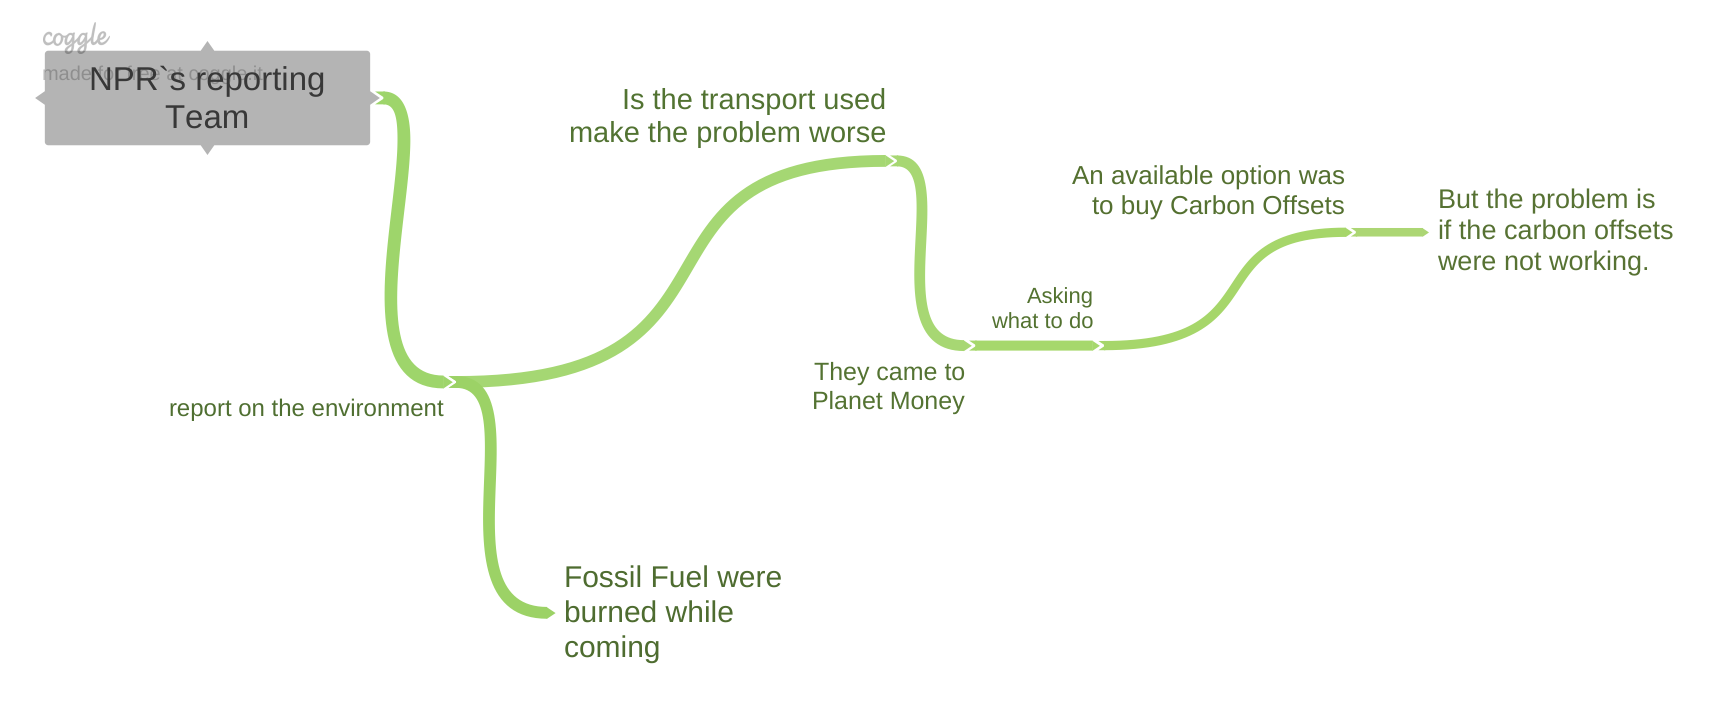 coggle
made for free at coggle.it
NPR`s reporting
Team
Is the transport used
make the problem worse
An available option was
to buy Carbon Offsets
But the problem is
if the carbon offsets
were not working.
Asking
what to do
They came to
Planet Money
report on the environment
Fossil Fuel were
burned while
coming